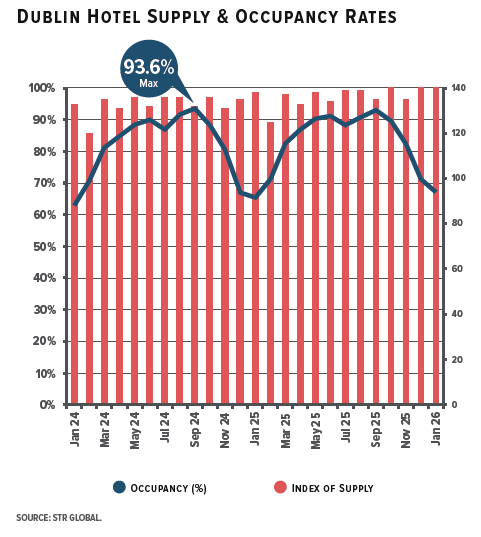 Dublin Hotel Supply & Occupancy Rates
93.6%
Max
100%
90%
80%
70%
60%
50%
40%
30%
20%
10%
0%
140
120
100
80
60
40
20
0
Jan 24
Mar 24
May 24
Jul 24
Sep 24
Nov 24
Jan 25
Mar 25
May 25
Jul 25
Sep 25
Nov 25
Jan 26
Occupancy (%)
Index of Supply
SOURCE: STR GLOBAL.